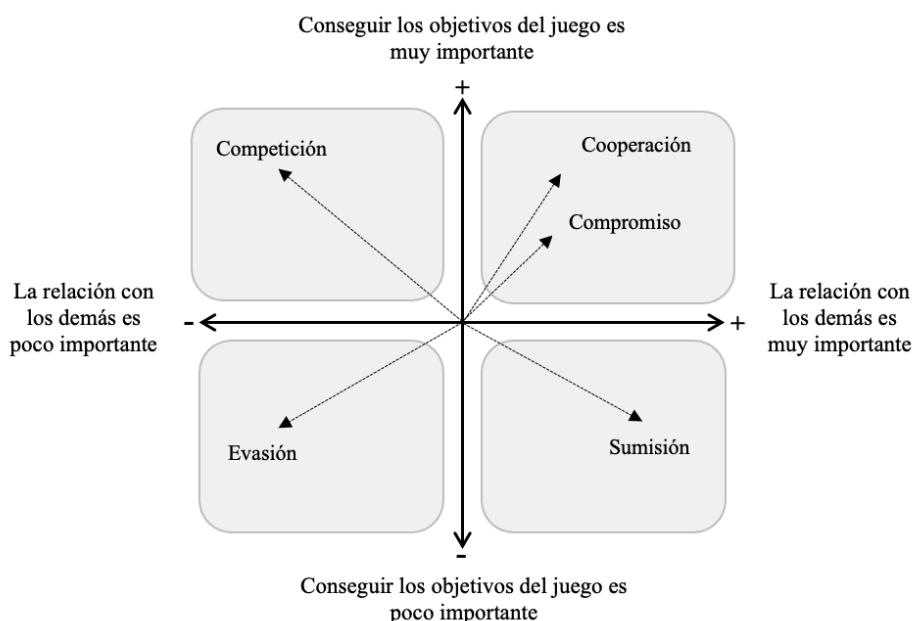 Conseguir los objetivos del juego es
muy importante
+
Competición
Cooperación
Compromiso
La relación con
los demás es
poco importante
-
+
La relación con
los demás es
muy importante
Evasión
Sumisión
-
Conseguir los objetivos del juego es
poco importante